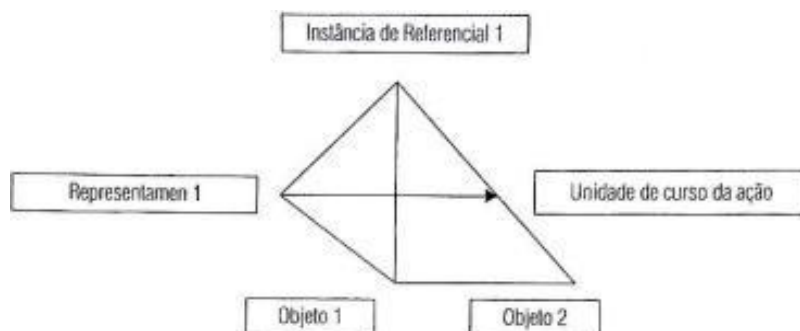 Instância de Referencial 1
Representamen 1
Unidade de curso da ação
Objeto 1
Objeto 2